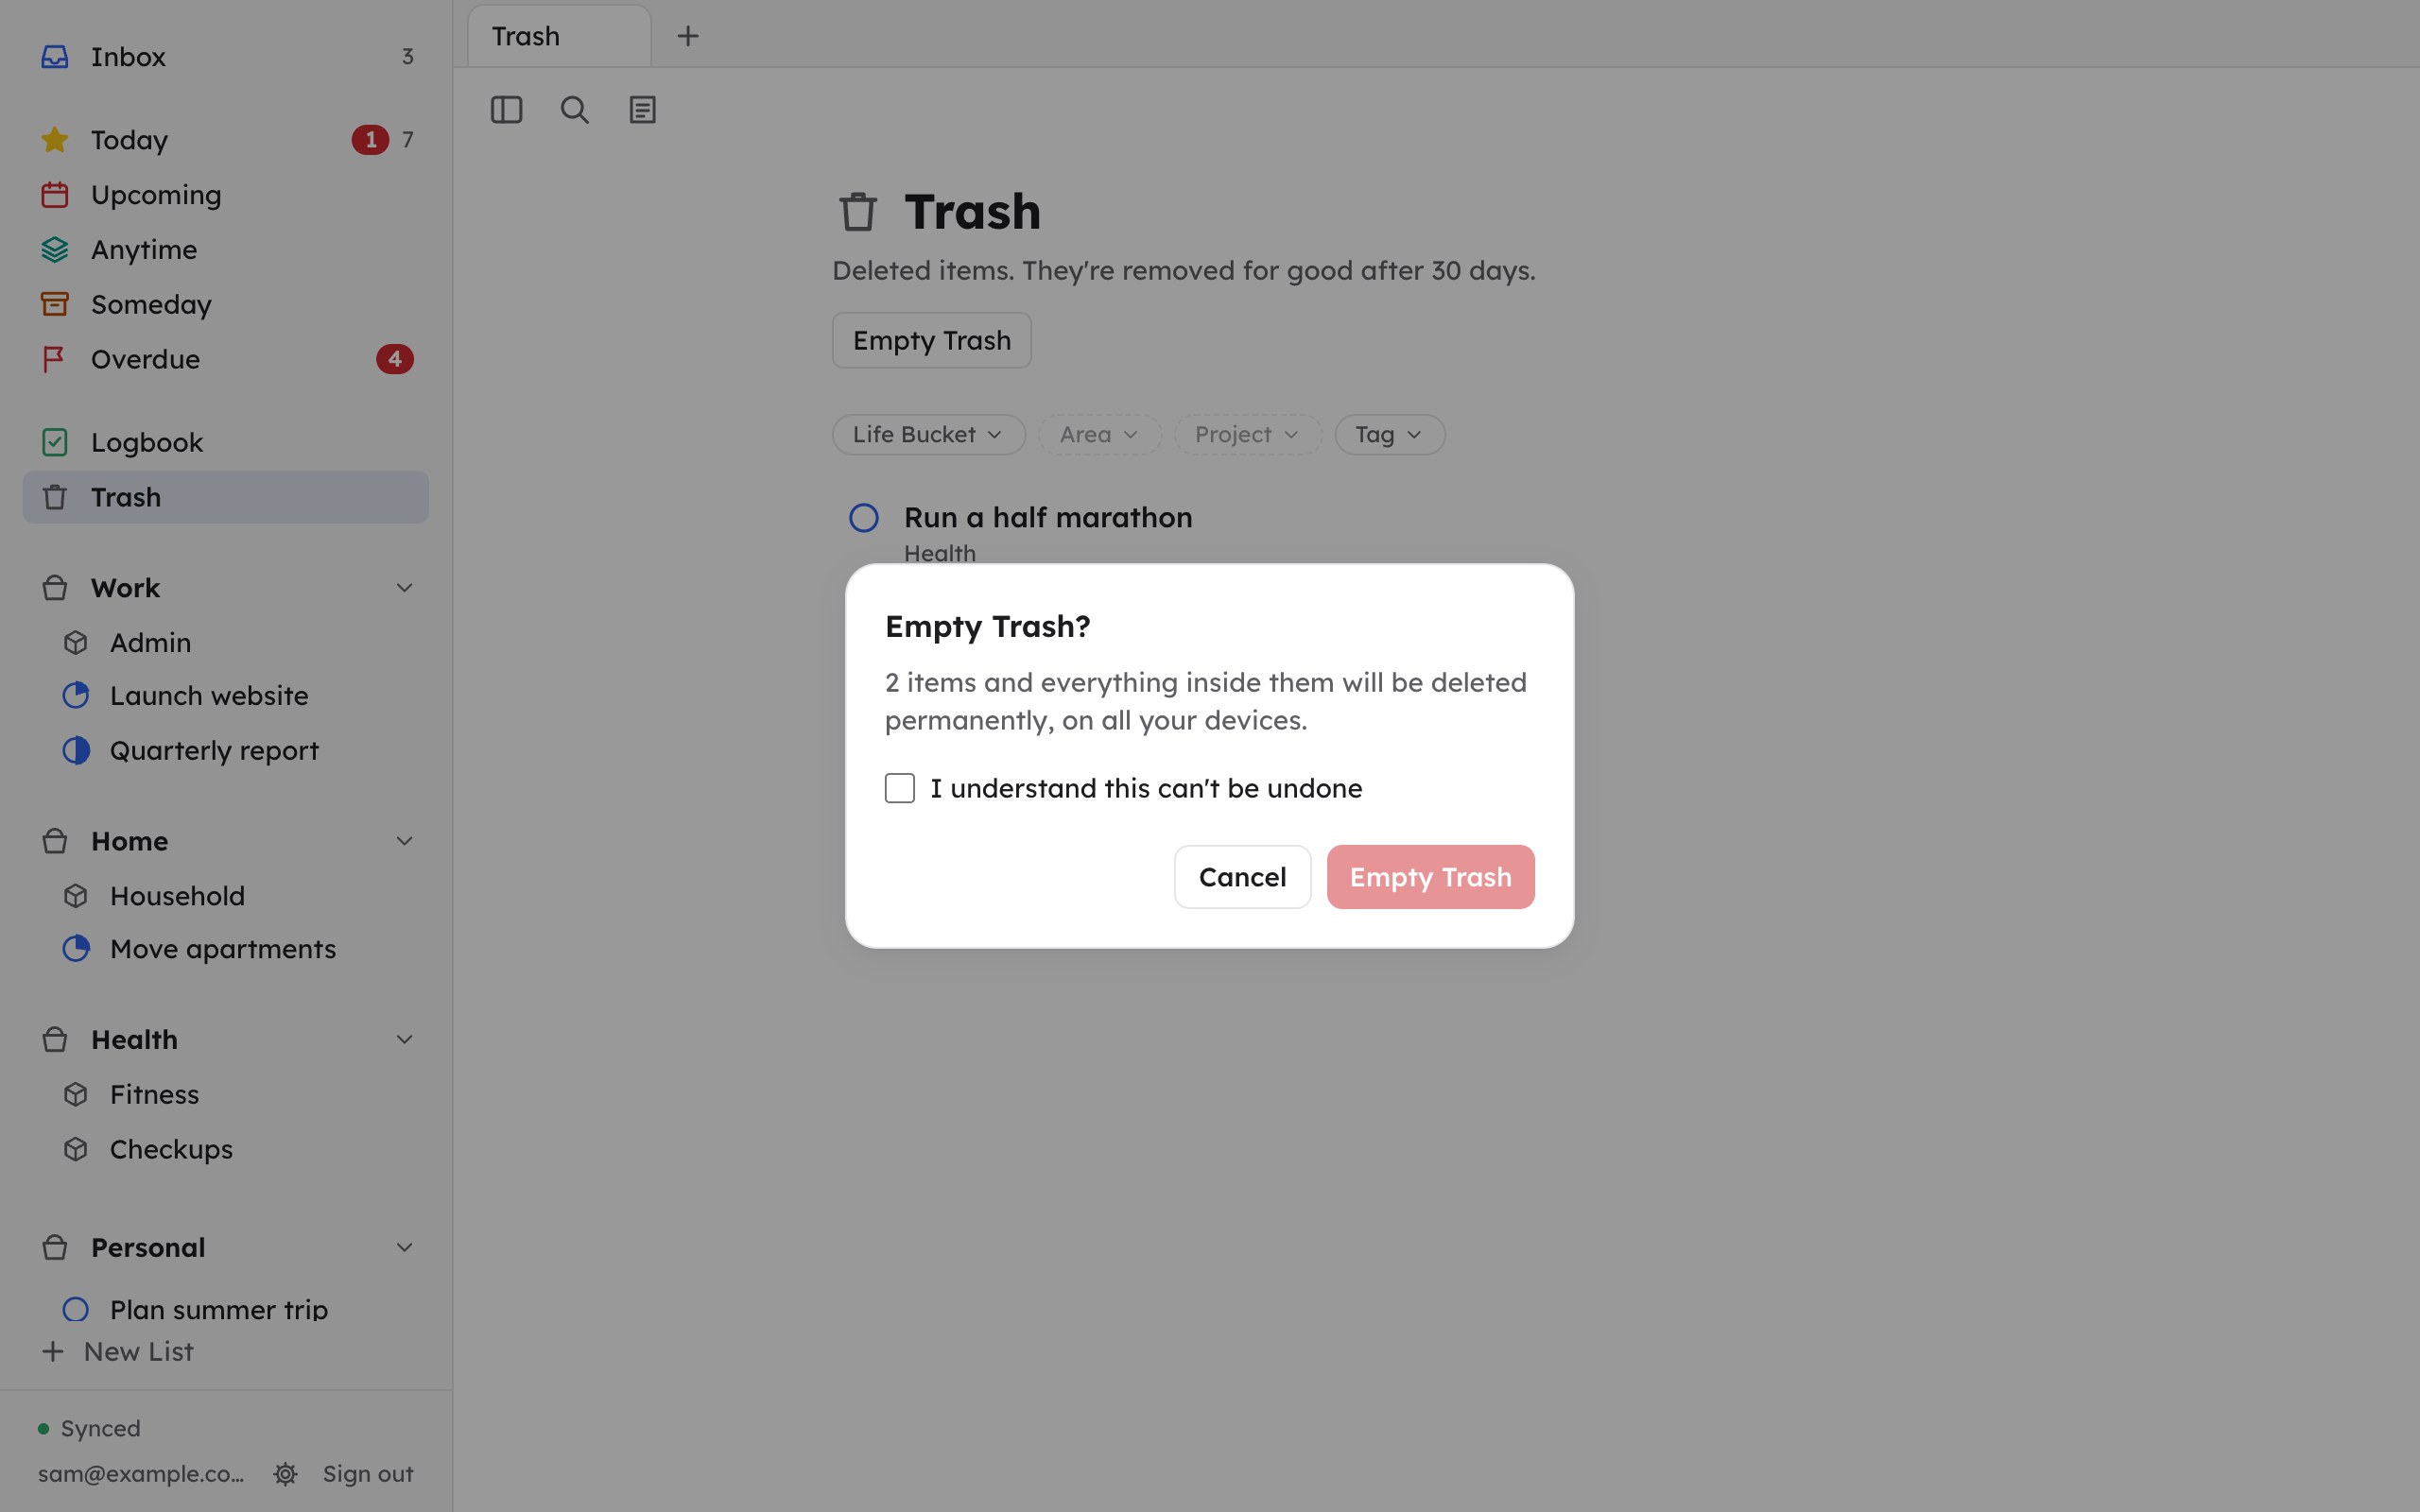 Inbox 3
Today 1 7
Upcoming
Anytime
Someday
Overdue 4
Logbook
Trash
Work
Admin
Launch website
Quarterly report
Home
Household
Move apartments
Health
Fitness
Checkups
Personal
Plan summer trip
New List
Synced
sam@example.co... Sign out
Trash
Trash
Deleted items. They're removed for good after 30 days.
Empty Trash
Life Bucket Area Project Tag
Run a half marathon
Health
Empty Trash?
2 items and everything inside them will be deleted
permanently, on all your devices.
I understand this can't be undone
Cancel Empty Trash